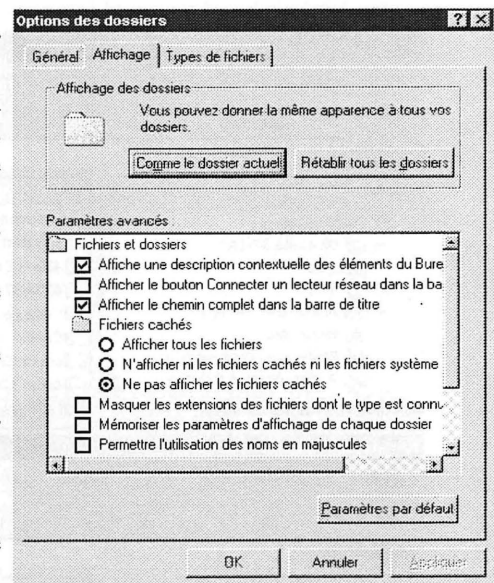 Options des dossiers
Général Affichage Types de fichiers
Affichage des dossiers
Vous pouvez donner la même apparence à tous vos
dossiers.
Comme le dossier actuel Rétablir tous les dossiers
Paramètres avancés :
Fichiers et dossiers
Affiche une description contextuelle des éléments du Bure
Afficher le bouton Connecter un lecteur réseau dans la ba
Afficher le chemin complet dans la barre de titre
Fichiers cachés
Afficher tous les fichiers
N'afficher ni les fichiers cachés ni les fichiers système
Ne pas afficher les fichiers cachés
Masquer les extensions des fichiers dont le type est connu
Mémoriser les paramètres d'affichage de chaque dossier
Permettre l'utilisation des noms en majuscules
Paramètres par défaut
OK Annuler Appliquer